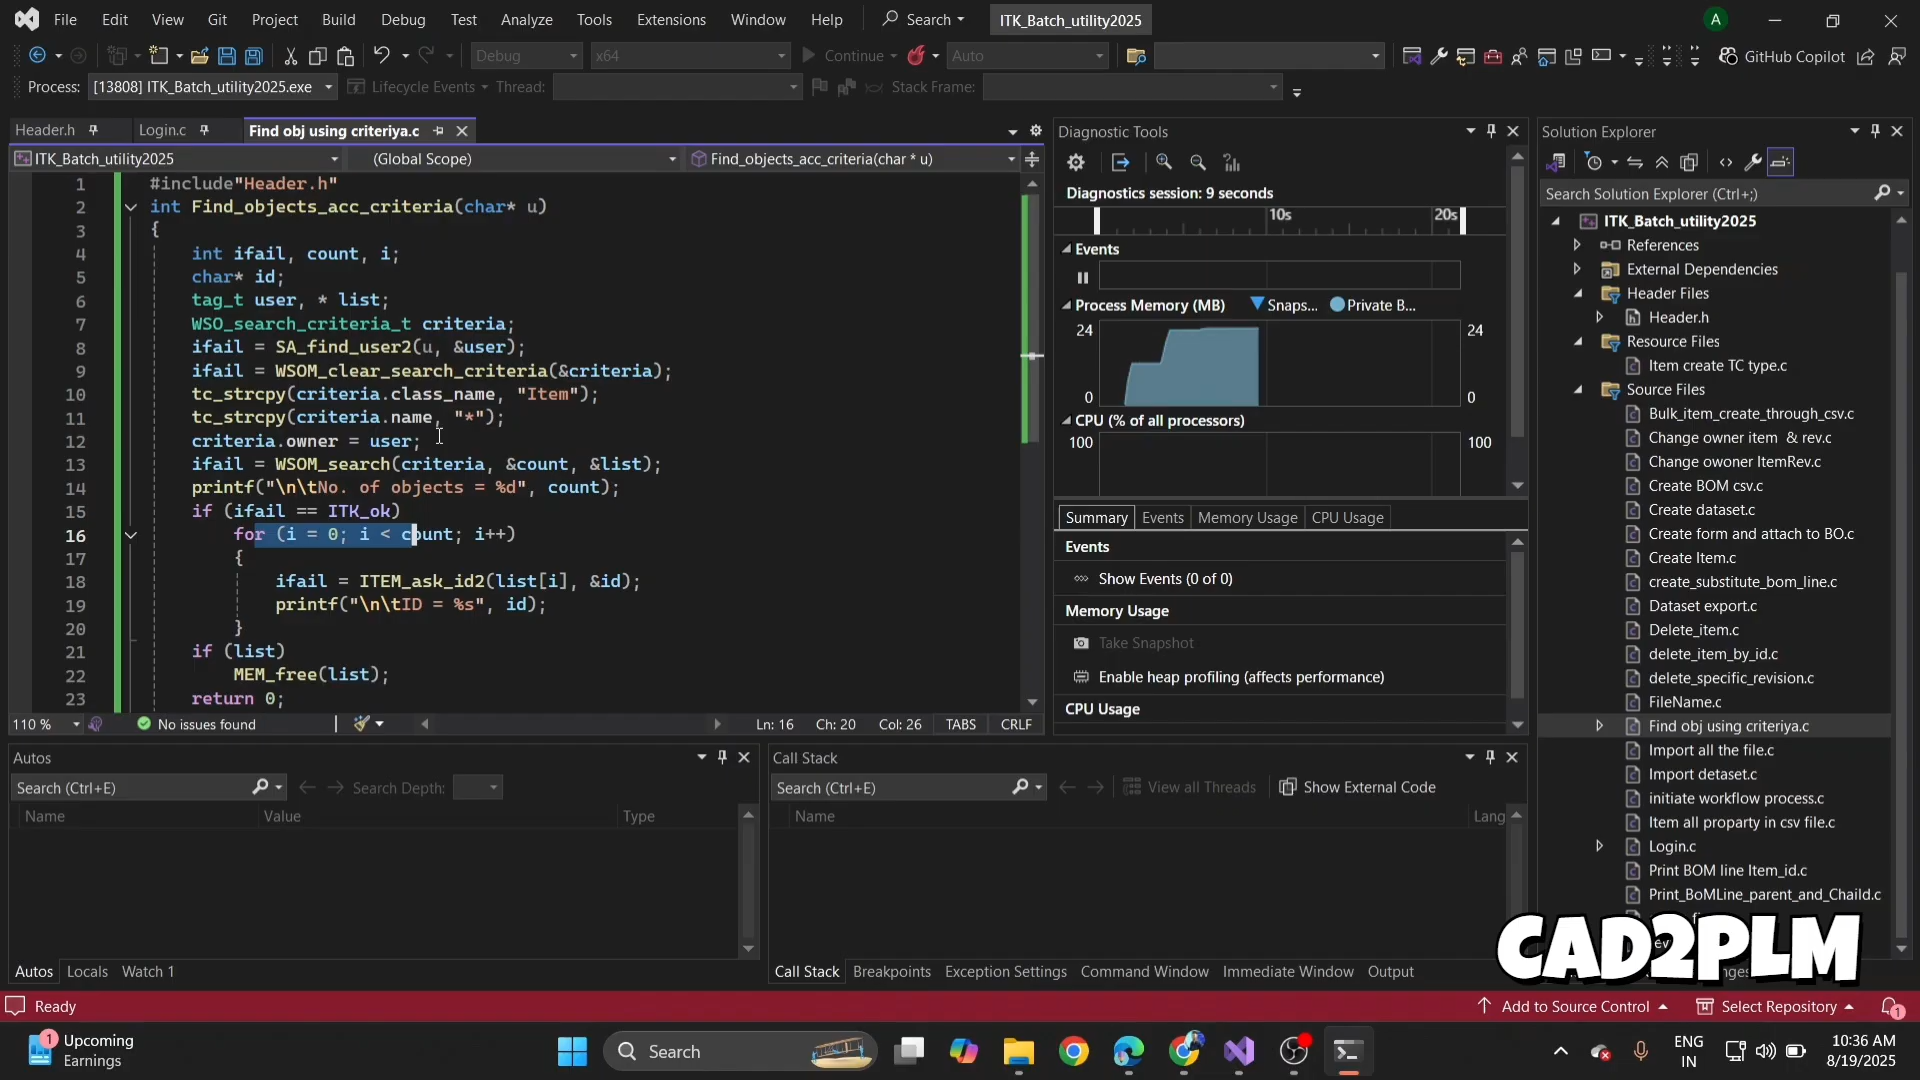 File Edit View Git Project Build Debug Test Analyze Tools Extensions Window Help Search ITK_Batch_utility2025 A
Debug x64 Continue Auto GitHub Copilot
Process: [13808] ITK_Batch_utility2025.exe Lifecycle Events Thread: Stack Frame:
Header.h Login.c Find obj using criteriya.c
ITK_Batch_utility2025 (Global Scope) Find_objects_acc_criteria(char * u)
1 #include"Header.h"
2 int Find_objects_acc_criteria(char* u)
3 {
4 int ifail, count, i;
5 char* id;
6 tag_t user, * list;
7 WSO_search_criteria_t criteria;
8 ifail = SA_find_user2(u, &user);
9 ifail = WSOM_clear_search_criteria(&criteria);
10 tc_strcpy(criteria.class_name, "Item");
11 tc_strcpy(criteria.name, "*");
12 criteria.owner = user;
13 ifail = WSOM_search(criteria, &count, &list);
14 printf("\n\tNo. of objects = %d", count);
15 if (ifail == ITK_ok)
16 for (i = 0; i < count; i++)
17 {
18 ifail = ITEM_ask_id2(list[i], &id);
19 printf("\n\tID = %s", id);
20 }
21 if (list)
22 MEM_free(list);
23 return 0;
110 % No issues found Ln: 16 Ch: 20 Col: 26 TABS CRLF
Diagnostic Tools
Diagnostics session: 9 seconds
10s 20s
Events
Process Memory (MB) Snaps... Private B...
24 24
0 0
CPU (% of all processors)
100 100
Summary Events Memory Usage CPU Usage
Events
Show Events (0 of 0)
Memory Usage
Take Snapshot
Enable heap profiling (affects performance)
CPU Usage
Solution Explorer
Search Solution Explorer (Ctrl+;)
ITK_Batch_utility2025
References
External Dependencies
Header Files
Header.h
Resource Files
Item create TC type.c
Source Files
Bulk_item_create_through_csv.c
Change owner item & rev.c
Change owoner ItemRev.c
Create BOM csv.c
Create dataset.c
Create form and attach to BO.c
Create Item.c
create_substitute_bom_line.c
Dataset export.c
Delete_item.c
delete_item_by_id.c
delete_specific_revision.c
FileName.c
Find obj using criteriya.c
Import all the file.c
Import detaset.c
initiate workflow process.c
Item all proparty in csv file.c
Login.c
Print BOM line Item_id.c
Print_BoMLine_parent_and_Chaild.c
CAD2PLM
Autos
Search (Ctrl+E) Search Depth:
Name Value Type
Autos Locals Watch 1
Call Stack
Search (Ctrl+E) View all Threads Show External Code
Name Lang
Call Stack Breakpoints Exception Settings Command Window Immediate Window Output
Ready Add to Source Control Select Repository 1
1 Upcoming
Earnings
Search
ENG
IN
10:36 AM
8/19/2025